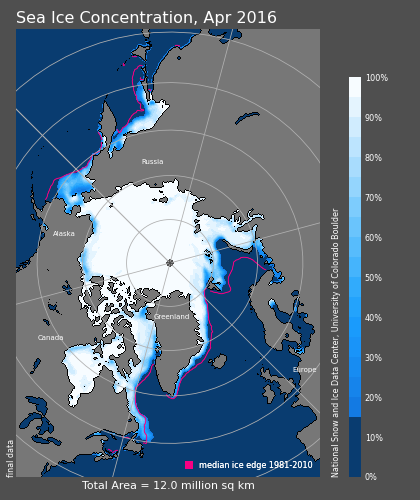 Sea Ice Concentration, Apr 2016
Russia
Alaska
Greenland
Canada
Europe
median ice edge 1981-2010
final data
Total Area = 12.0 million sq km
100%
90%
80%
70%
60%
50%
40%
30%
20%
10%
0%
National Snow and Ice Data Center, University of Colorado Boulder